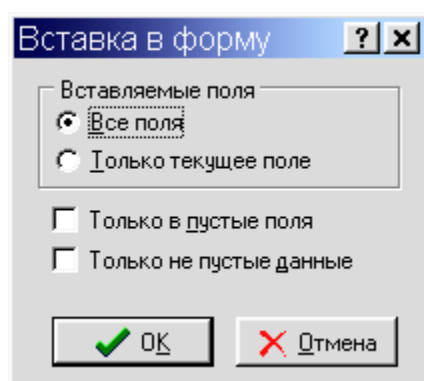 Вставка в форму
Вставляемые поля
Все поля
Только текущее поле
Только в пустые поля
Только не пустые данные
OK
Отмена